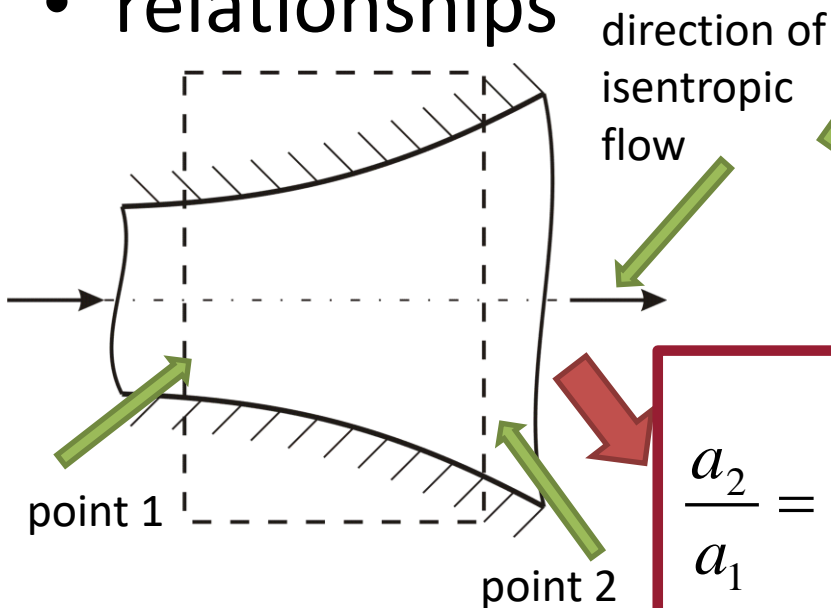 • relationships
direction of
isentropic
flow
point 1
point 2
a₂
— =
a₁